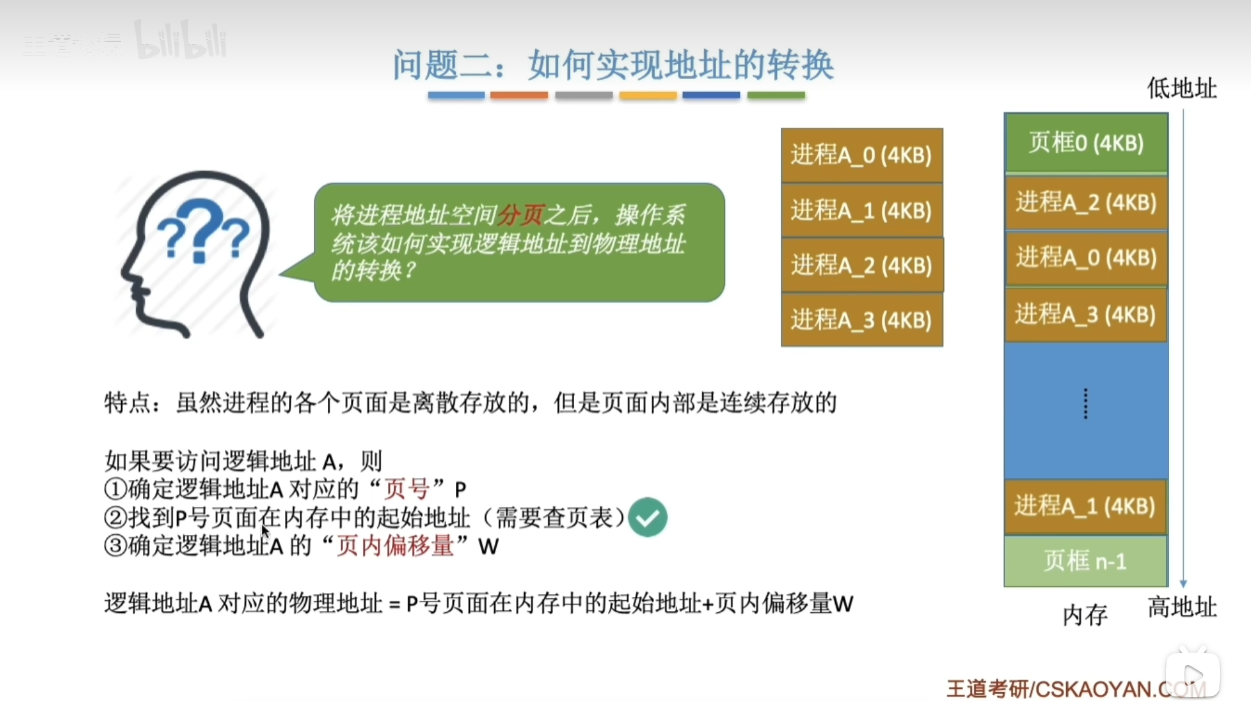 bilibili
问题二：如何实现地址的转换
低地址
???
将进程地址空间分页之后，操作系
统该如何实现逻辑地址到物理地址
的转换？
进程A_0 (4KB)
进程A_1 (4KB)
进程A_2 (4KB)
进程A_3 (4KB)
页框0 (4KB)
进程A_2 (4KB)
进程A_0 (4KB)
进程A_3 (4KB)
……
进程A_1 (4KB)
页框 n-1
内存
高地址
特点：虽然进程的各个页面是离散存放的，但是页面内部是连续存放的
如果要访问逻辑地址 A，则
①确定逻辑地址A 对应的“页号”P
②找到P号页面在内存中的起始地址（需要查页表）
③确定逻辑地址A 的“页内偏移量”W
逻辑地址A 对应的物理地址 = P号页面在内存中的起始地址+页内偏移量W
王道考研/CSKAOYAN.COM